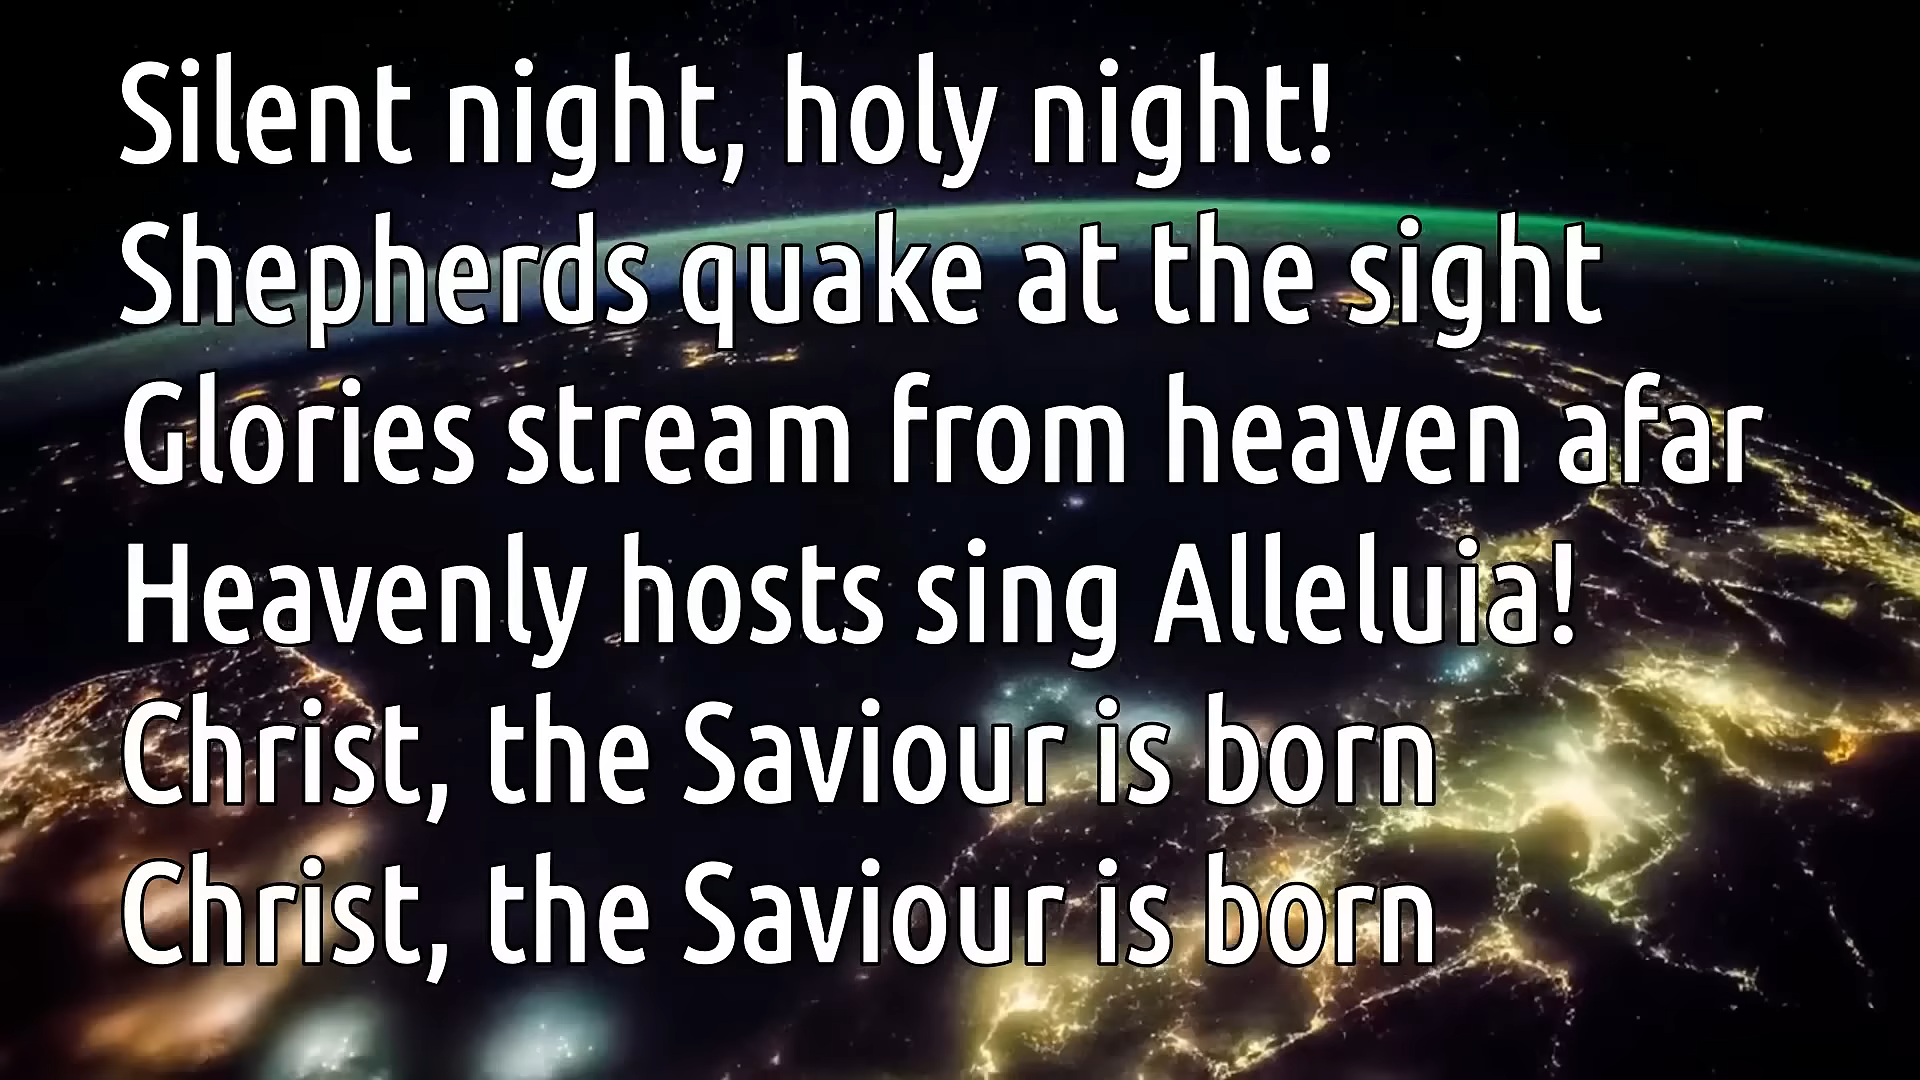 Silent night, holy night!
Shepherds quake at the sight
Glories stream from heaven afar
Heavenly hosts sing Alleluia!
Christ, the Saviour is born
Christ, the Saviour is born